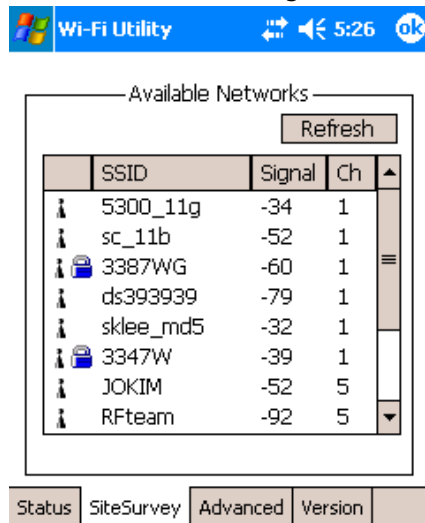 Wi-Fi Utility 5:26 ok
Available Networks
Refresh
SSID Signal Ch
5300_11g -34 1
sc_11b -52 1
3387WG -60 1
ds393939 -79 1
sklee_md5 -32 1
3347W -39 1
JOKIM -52 5
RFteam -92 5
Status SiteSurvey Advanced Version